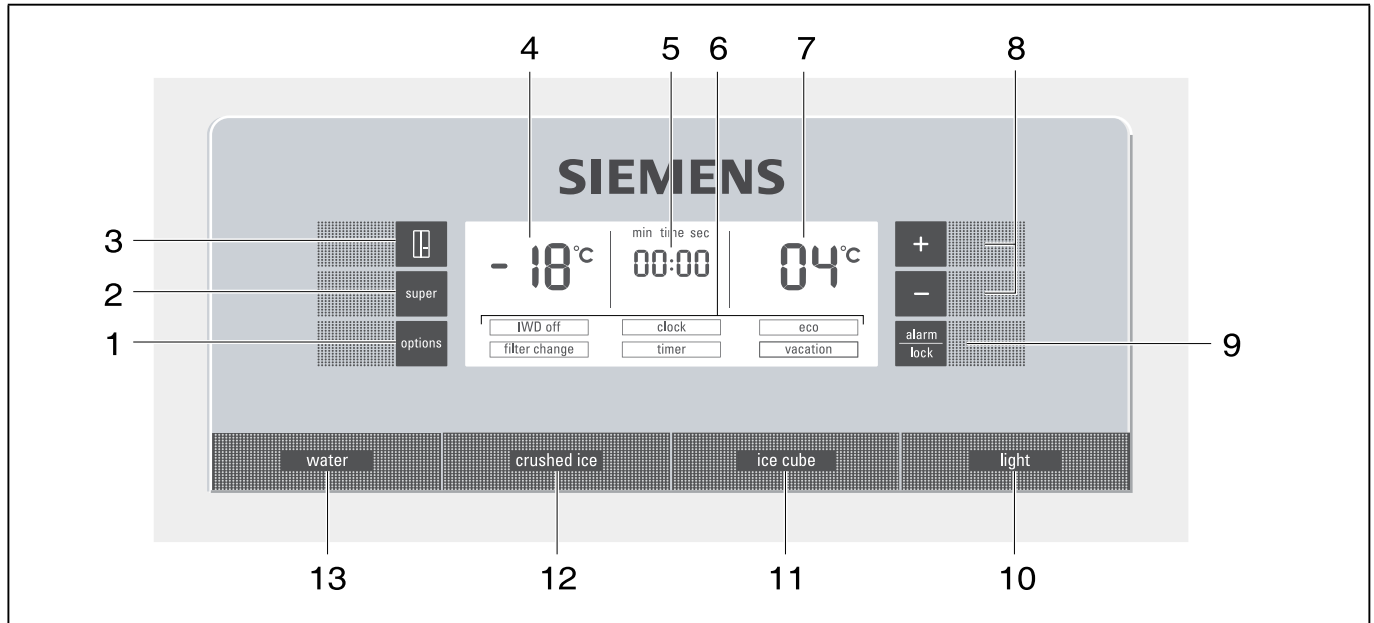 4 5 6 7 8
SIEMENS
3 min time sec +
- 18°C 00:00 04°C
2 super −
IWD off clock eco
1 options filter change timer vacation alarm lock 9
water crushed ice ice cube light
13 12 11 10